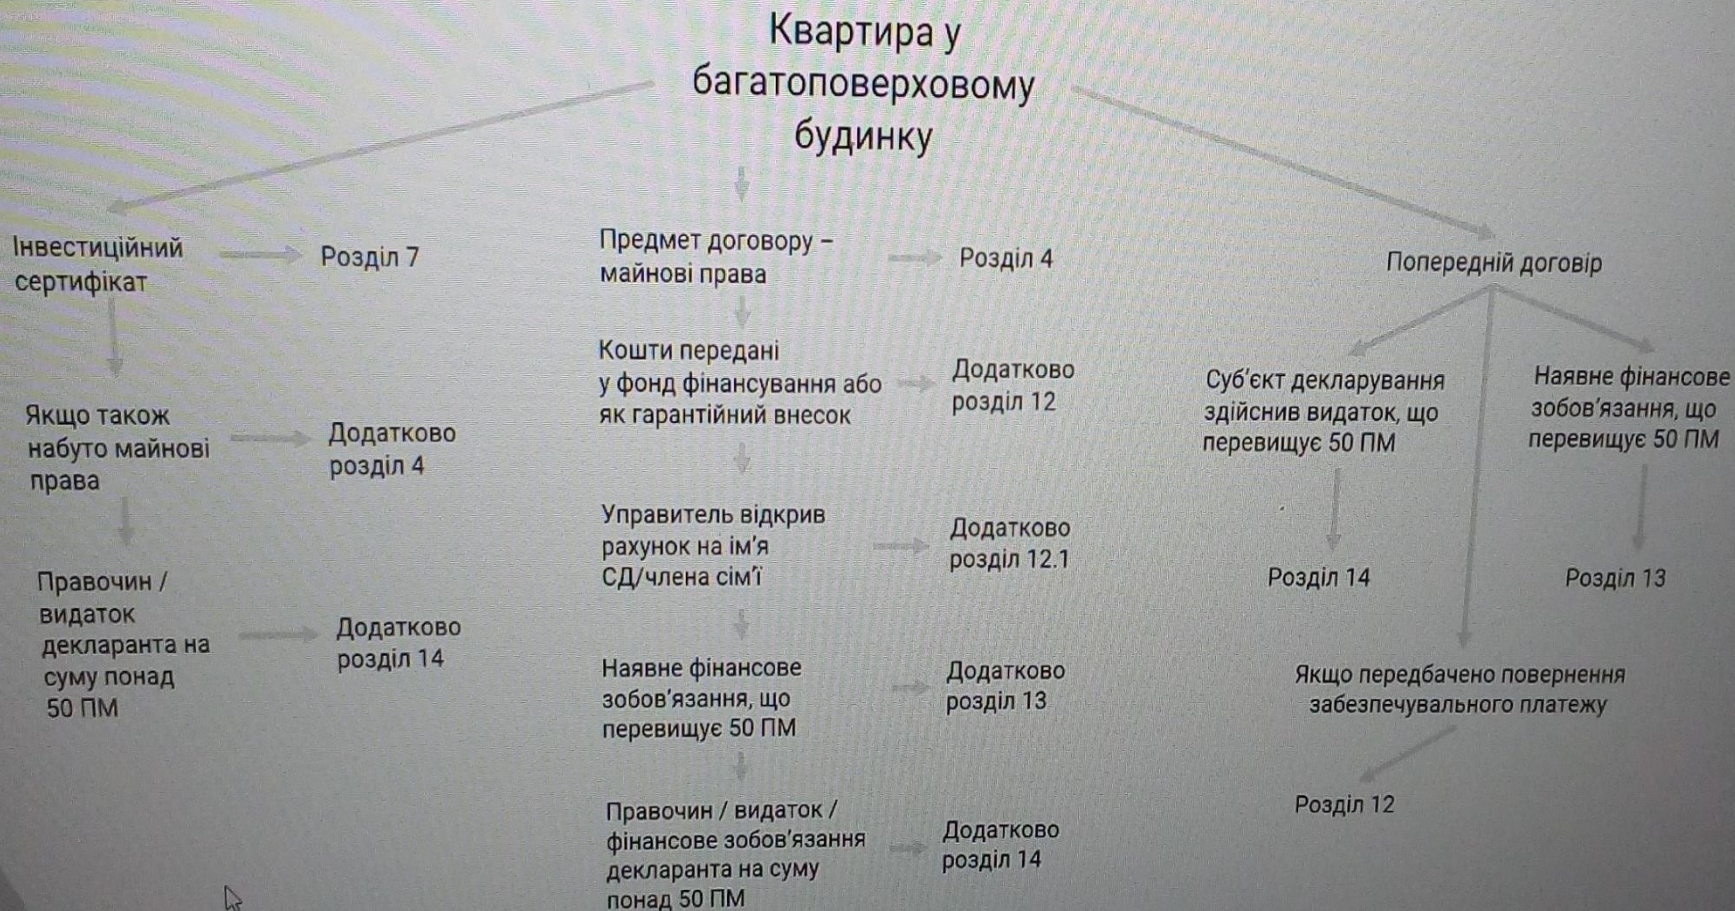 Квартира у
багатоповерховому
будинку
Інвестиційний
сертифікат
Розділ 7
Якщо також
набуто майнові
права
Додатково
розділ 4
Правочин /
видаток
декларанта на
суму понад
50 ПМ
Додатково
розділ 14
Предмет договору –
майнові права
Розділ 4
Кошти передані
у фонд фінансування або
як гарантійний внесок
Додатково
розділ 12
Управитель відкрив
рахунок на ім’я
СД/члена сім’ї
Додатково
розділ 12.1
Наявне фінансове
зобов’язання, що
перевищує 50 ПМ
Додатково
розділ 13
Правочин / видаток /
фінансове зобов’язання
декларанта на суму
понад 50 ПМ
Додатково
розділ 14
Попередній договір
Суб’єкт декларування
здійснив видаток, що
перевищує 50 ПМ
Розділ 14
Наявне фінансове
зобов’язання, що
перевищує 50 ПМ
Розділ 13
Якщо передбачено повернення
забезпечувального платежу
Розділ 12